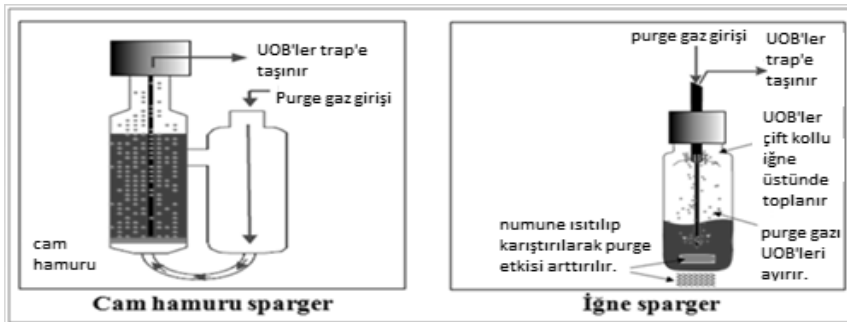 UOB'ler trap'e
taşınır
Purge gaz girişi
cam
hamuru
Cam hamuru sparger
purge gaz girişi
UOB'ler
trap'e
taşınır
UOB'ler
çift kollu
iğne
üstünde
toplanır
numune ısıtılıp
karıştırılarak purge
etkisi arttırılır.
purge gazı
UOB'leri
ayırır.
İğne sparger